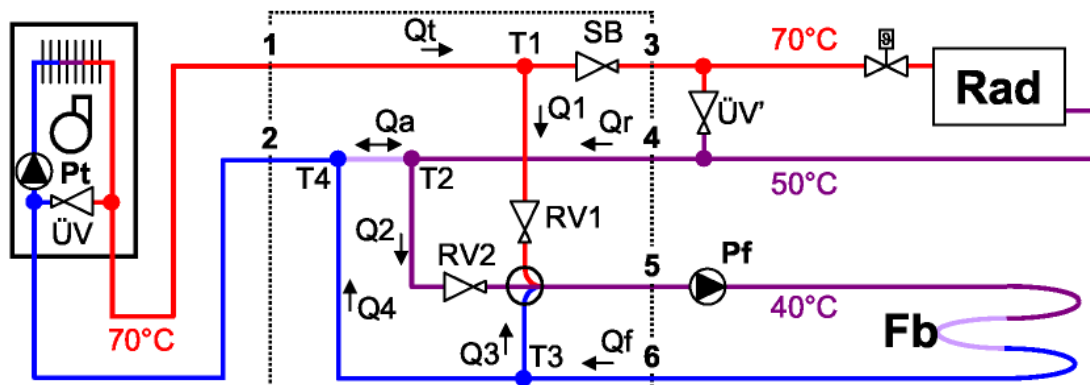 1 Qt T1 SB 3 70°C ϑ
Rad
Q1 Qr ÜV'
2 Qa 4
Pt T4 T2 50°C
ÜV RV1
Q2 RV2 5 Pf
Q4 40°C
70°C Fb
Q3 T3 Qf 6